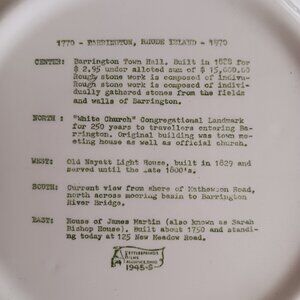 1770 - BARRINGTON, RHODE ISLAND - 1970
CENTER: Barrington Town Hall. Built in 1888 for
$ 2.95 under alloted sum of $ 15,000.00
Rough stone work is composed of indivi-
Rough stone work is composed of indivi-
dually gathered stones from the fields
and walls of Barrington.
NORTH : "White Church" Congregational Landmark
for 250 years to travellers entering Ba-
rrington. Original building was town me-
eting house as well as official church.
WEST: Old Nayatt Light House, built in 1829 and
served until the late 1800's.
SOUTH: Current view from shore of Mathewson Road,
north across mooring basin to Barrington
River Bridge.
EAST: House of James Martin (also known as Sarah
Bishop House). Built about 1750 and standi-
ng today at 125 New Meadow Road.
1945-S